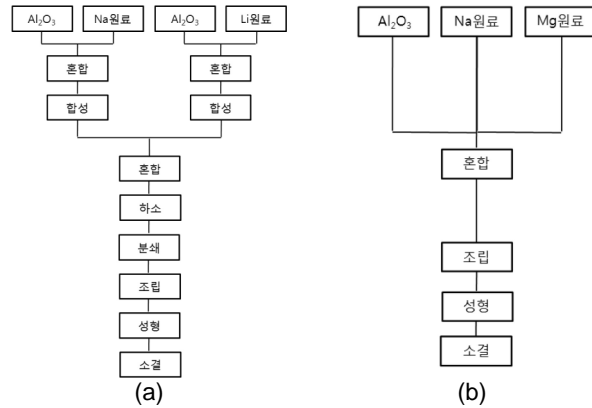 Al₂O₃ Na원료 Al₂O₃ Li원료
혼합 혼합
합성 합성
혼합
하소
분쇄
조립
성형
소결
(a)
Al₂O₃ Na원료 Mg원료
혼합
조립
성형
소결
(b)